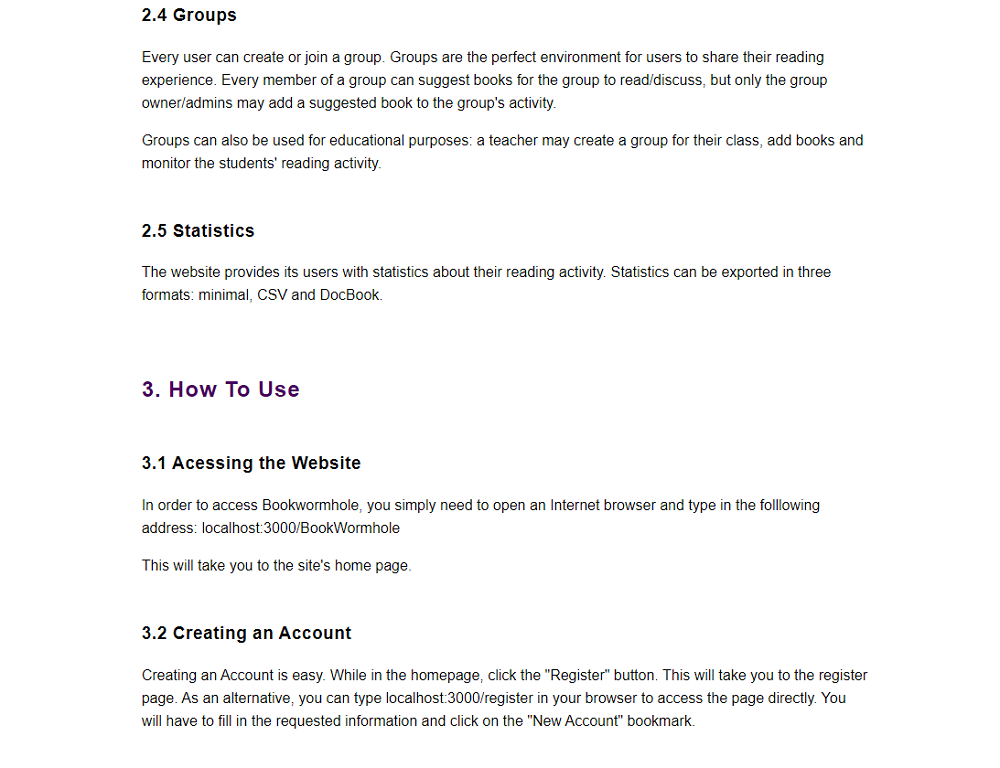 2.4 Groups
Every user can create or join a group. Groups are the perfect environment for users to share their reading
experience. Every member of a group can suggest books for the group to read/discuss, but only the group
owner/admins may add a suggested book to the group's activity.
Groups can also be used for educational purposes: a teacher may create a group for their class, add books and
monitor the students' reading activity.
2.5 Statistics
The website provides its users with statistics about their reading activity. Statistics can be exported in three
formats: minimal, CSV and DocBook.
3. How To Use
3.1 Acessing the Website
In order to access Bookwormhole, you simply need to open an Internet browser and type in the folllowing
address: localhost:3000/BookWormhole
This will take you to the site's home page.
3.2 Creating an Account
Creating an Account is easy. While in the homepage, click the "Register" button. This will take you to the register
page. As an alternative, you can type localhost:3000/register in your browser to access the page directly. You
will have to fill in the requested information and click on the "New Account" bookmark.